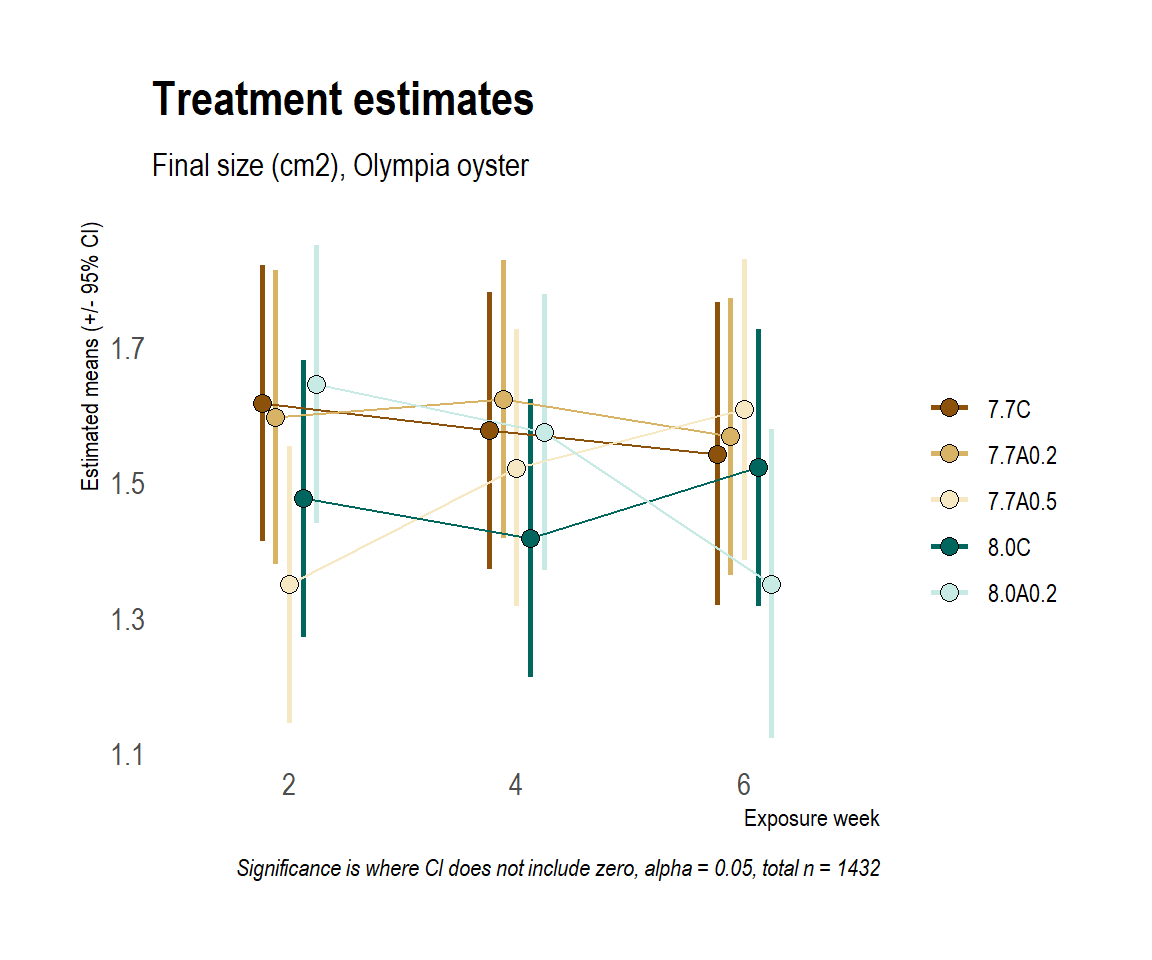 Treatment estimates
Final size (cm2), Olympia oyster
Estimated means (+/- 95% CI)
1.7
1.5
1.3
1.1
2
4
6
Exposure week
7.7C
7.7A0.2
7.7A0.5
8.0C
8.0A0.2
Significance is where CI does not include zero, alpha = 0.05, total n = 1432